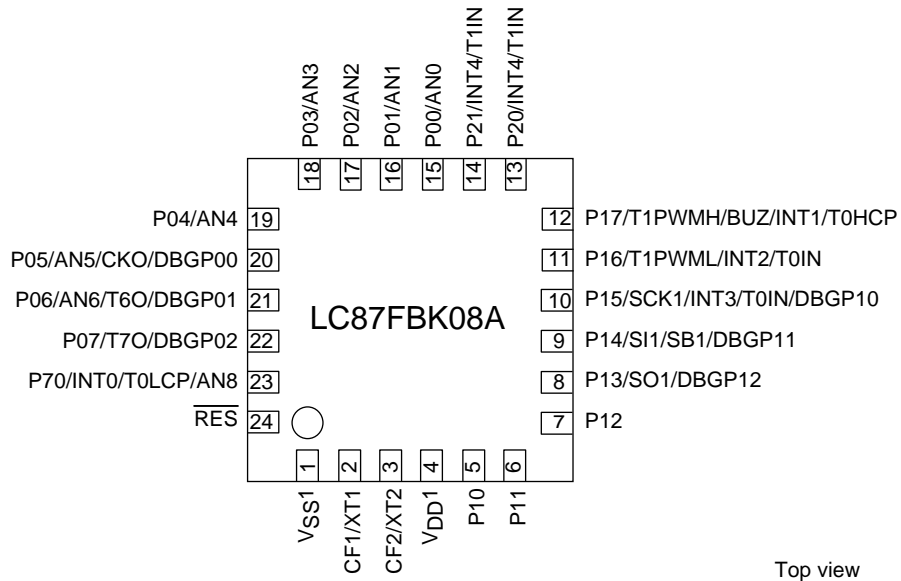 P03/AN3
P02/AN2
P01/AN1
P00/AN0
P21/INT4/T1IN
P20/INT4/T1IN
18
17
16
15
14
13
P04/AN4
19
P05/AN5/CKO/DBGP00
20
P06/AN6/T6O/DBGP01
21
P07/T7O/DBGP02
22
P70/INT0/T0LCP/AN8
23
RES
24
LC87FBK08A
12
P17/T1PWMH/BUZ/INT1/T0HCP
11
P16/T1PWML/INT2/T0IN
10
P15/SCK1/INT3/T0IN/DBGP10
9
P14/SI1/SB1/DBGP11
8
P13/SO1/DBGP12
7
P12
1
2
3
4
5
6
VSS1
CF1/XT1
CF2/XT2
VDD1
P10
P11
Top view